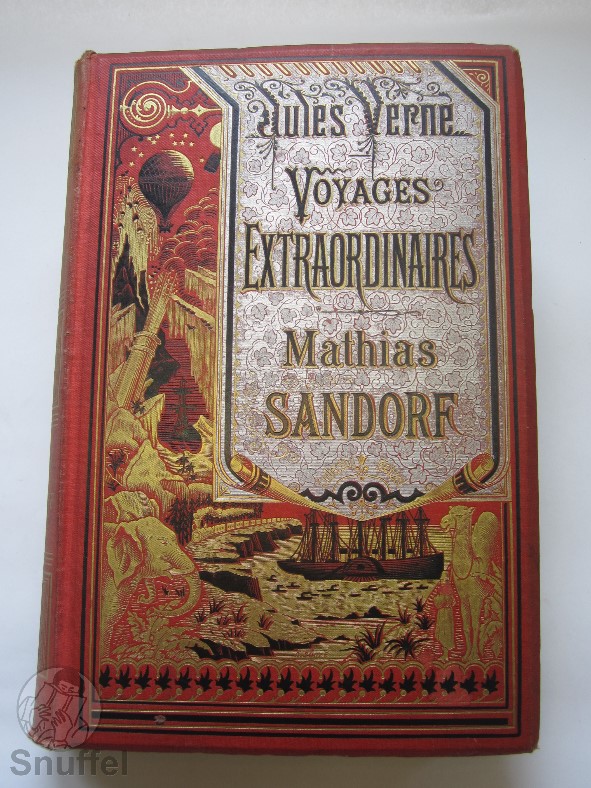 Jules Verne
VOYAGES
EXTRAORDINAIRES
Mathias
SANDORF
Snuffel